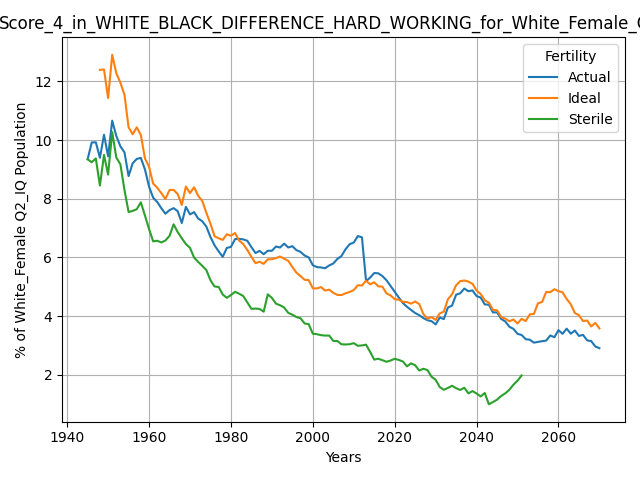 Score_4_in_WHITE_BLACK_DIFFERENCE_HARD_WORKING_for_White_Female_
% of White_Female Q2_IQ Population
12
10
8
6
4
2
Fertility
Actual
Ideal
Sterile
1940 1960 1980 2000 2020 2040 2060
Years